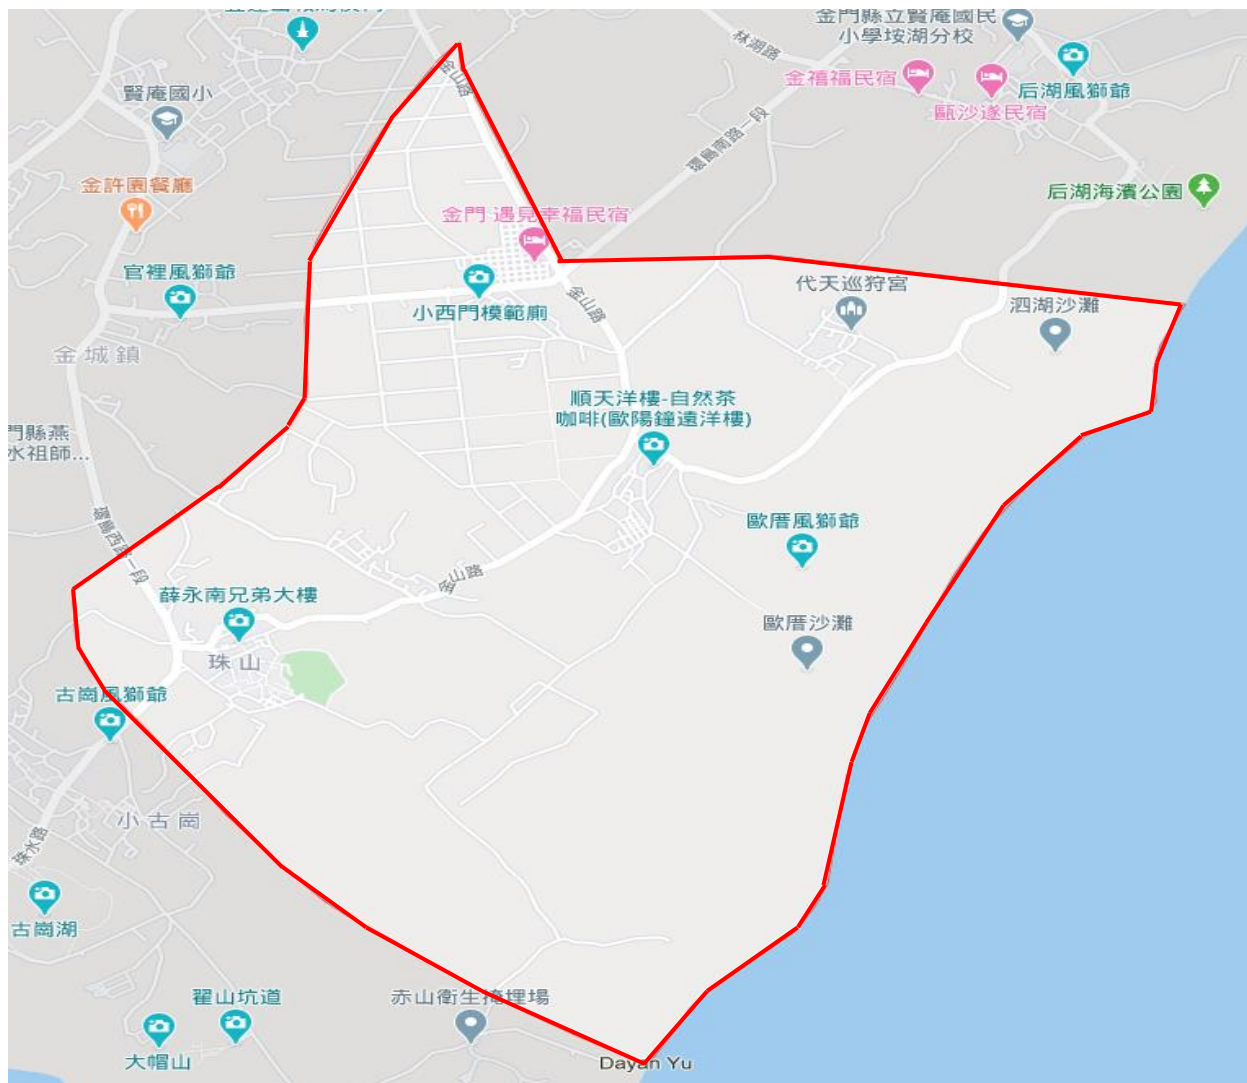 金門縣立賢庵國民
小學垵湖分校
林湖路
金禧福民宿
后湖風獅爺
甌沙遂民宿
金山路
賢庵國小
環島南路一段
金許園餐廳
后湖海濱公園
金門 遇見幸福民宿
官裡風獅爺
代天巡狩宮
小西門模範廁
金山路
泗湖沙灘
金城鎮
順天洋樓-自然茶
咖啡(歐陽鐘遠洋樓)
門縣燕
水祖師...
環島西路一段
歐厝風獅爺
金山路
薛永南兄弟大樓
歐厝沙灘
珠山
古崗風獅爺
小古崗
珠水路
古崗湖
翟山坑道
赤山衛生掩埋場
大帽山
Dayan Yu